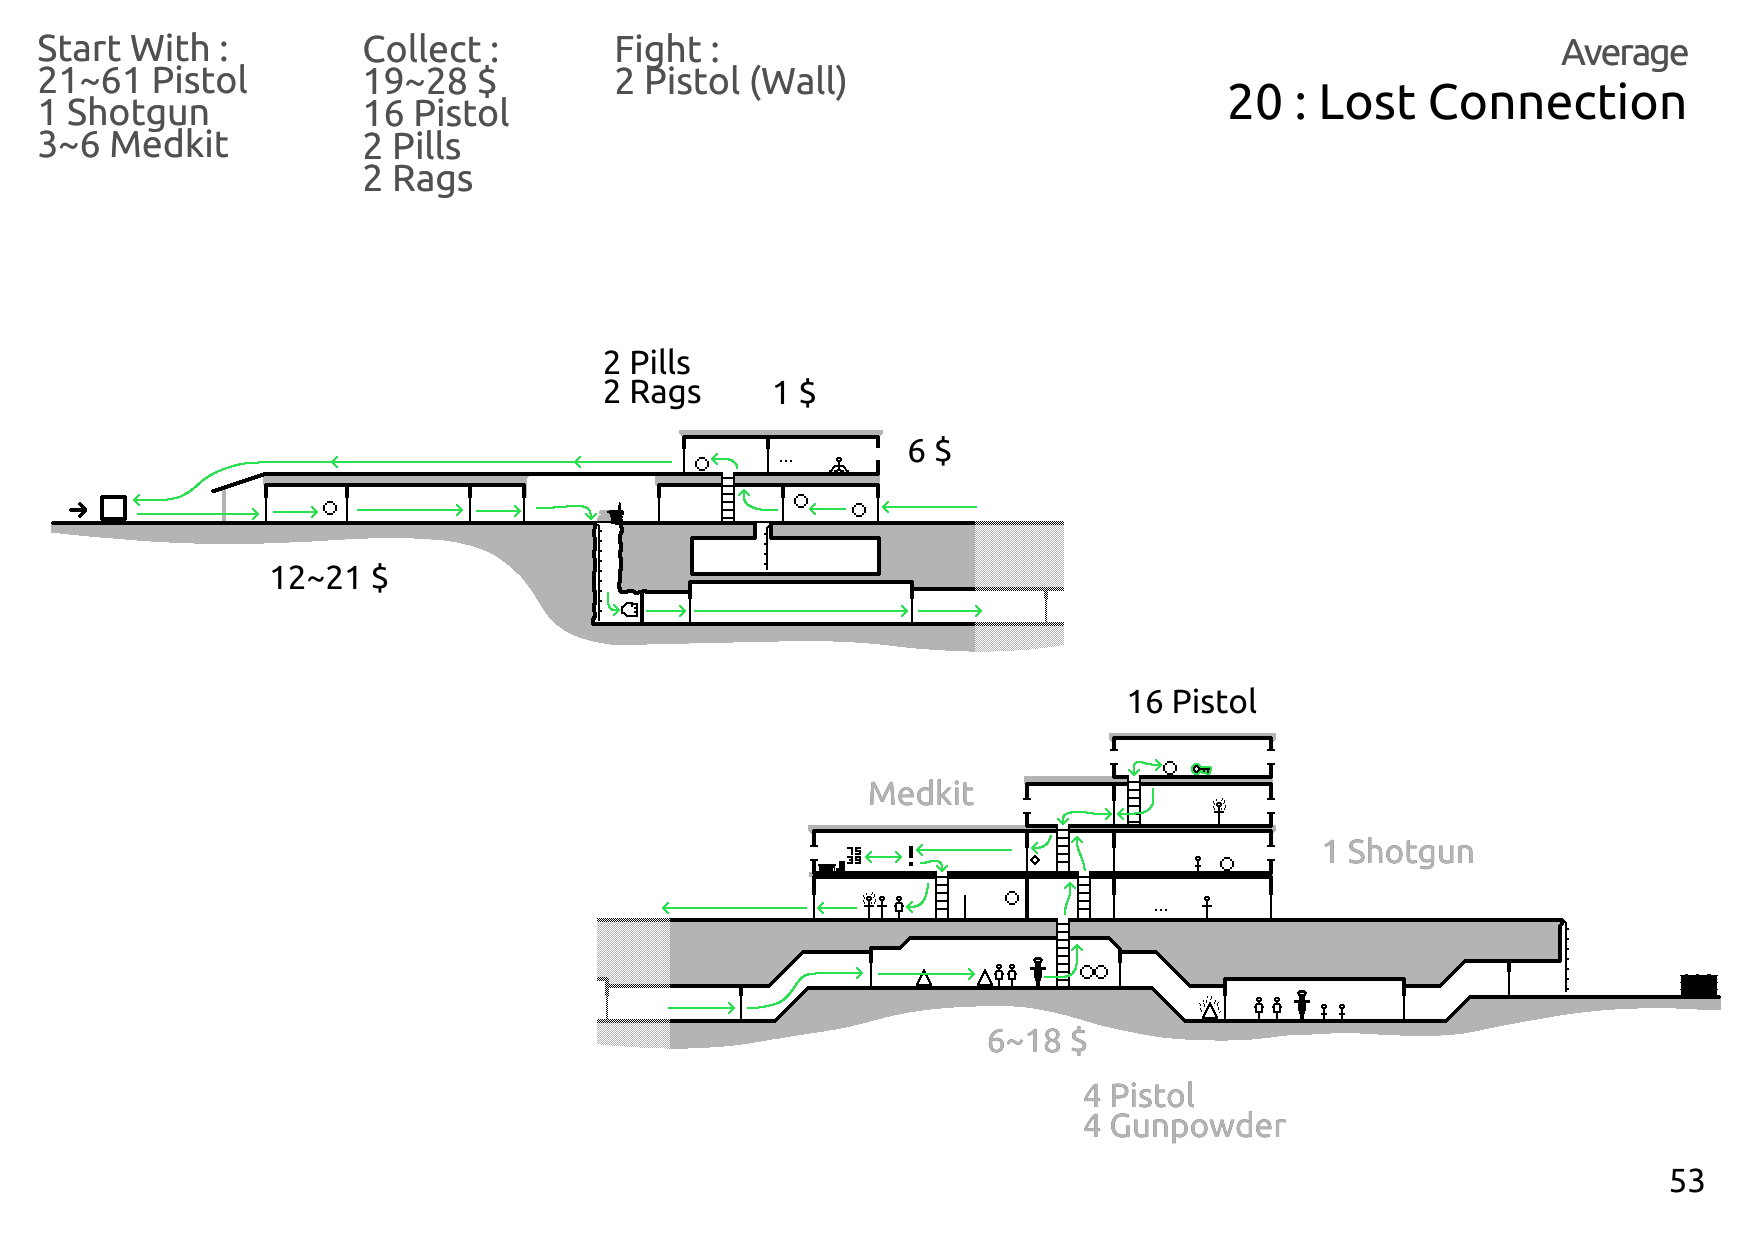 Start With :
21~61 Pistol
1 Shotgun
3~6 Medkit
Collect :
19~28 $
16 Pistol
2 Pills
2 Rags
Fight :
2 Pistol (Wall)
Average
20 : Lost Connection
2 Pills
2 Rags
1 $
6 $
12~21 $
16 Pistol
Medkit
1 Shotgun
6~18 $
4 Pistol
4 Gunpowder
53